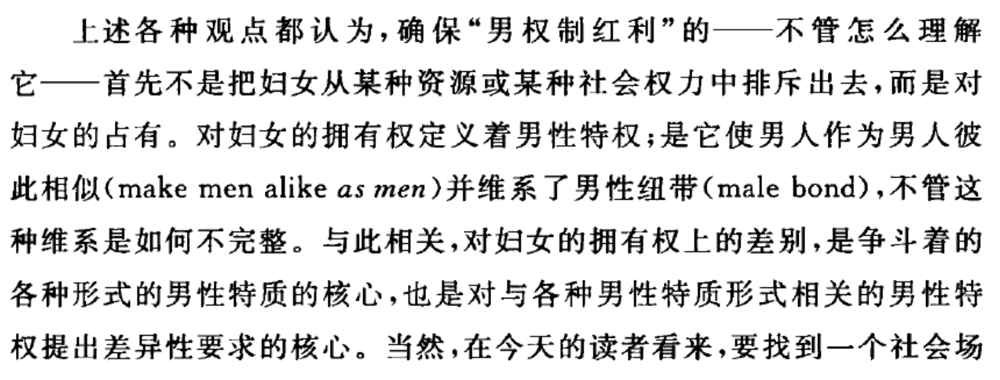 上述各种观点都认为，确保“男权制红利”的——不管怎么理解
它——首先不是把妇女从某种资源或某种社会权力中排斥出去，而是对
妇女的占有。对妇女的拥有权定义着男性特权；是它使男人作为男人彼
此相似（make men alike as men）并维系了男性纽带（male bond），不管这
种维系是如何不完整。与此相关，对妇女的拥有权上的差别，是争斗着的
各种形式的男性特质的核心，也是对与各种男性特质形式相关的男性特
权提出差异性要求的核心。当然，在今天的读者看来，要找到一个社会场